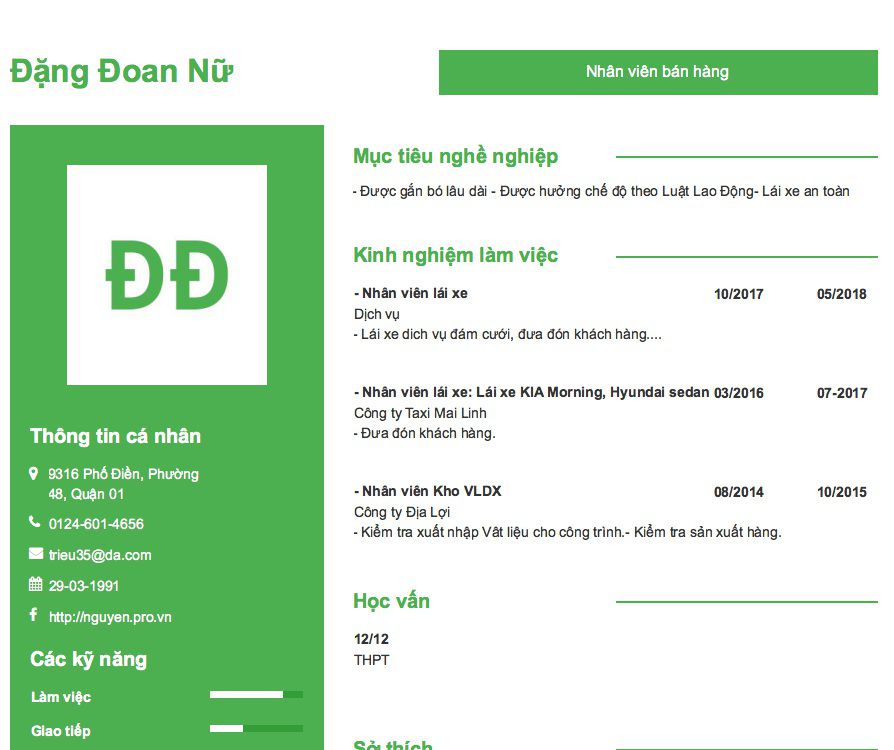 Đặng Đoan Nữ
Nhân viên bán hàng
ĐĐ
Thông tin cá nhân
9316 Phố Điền, Phường
48, Quận 01
0124-601-4656
trieu35@da.com
29-03-1991
http://nguyen.pro.vn
Các kỹ năng
Làm việc
Giao tiếp
Mục tiêu nghề nghiệp
- Được gắn bó lâu dài - Được hưởng chế độ theo Luật Lao Động- Lái xe an toàn
Kinh nghiệm làm việc
- Nhân viên lái xe 10/2017 05/2018
Dịch vụ
- Lái xe dich vụ đám cưới, đưa đón khách hàng....
- Nhân viên lái xe: Lái xe KIA Morning, Hyundai sedan 03/2016 07-2017
Công ty Taxi Mai Linh
- Đưa đón khách hàng.
- Nhân viên Kho VLDX 08/2014 10/2015
Công ty Địa Lợi
- Kiểm tra xuất nhập Vât liệu cho công trình.- Kiểm tra sản xuất hàng.
Học vấn
12/12
THPT
Sở thích